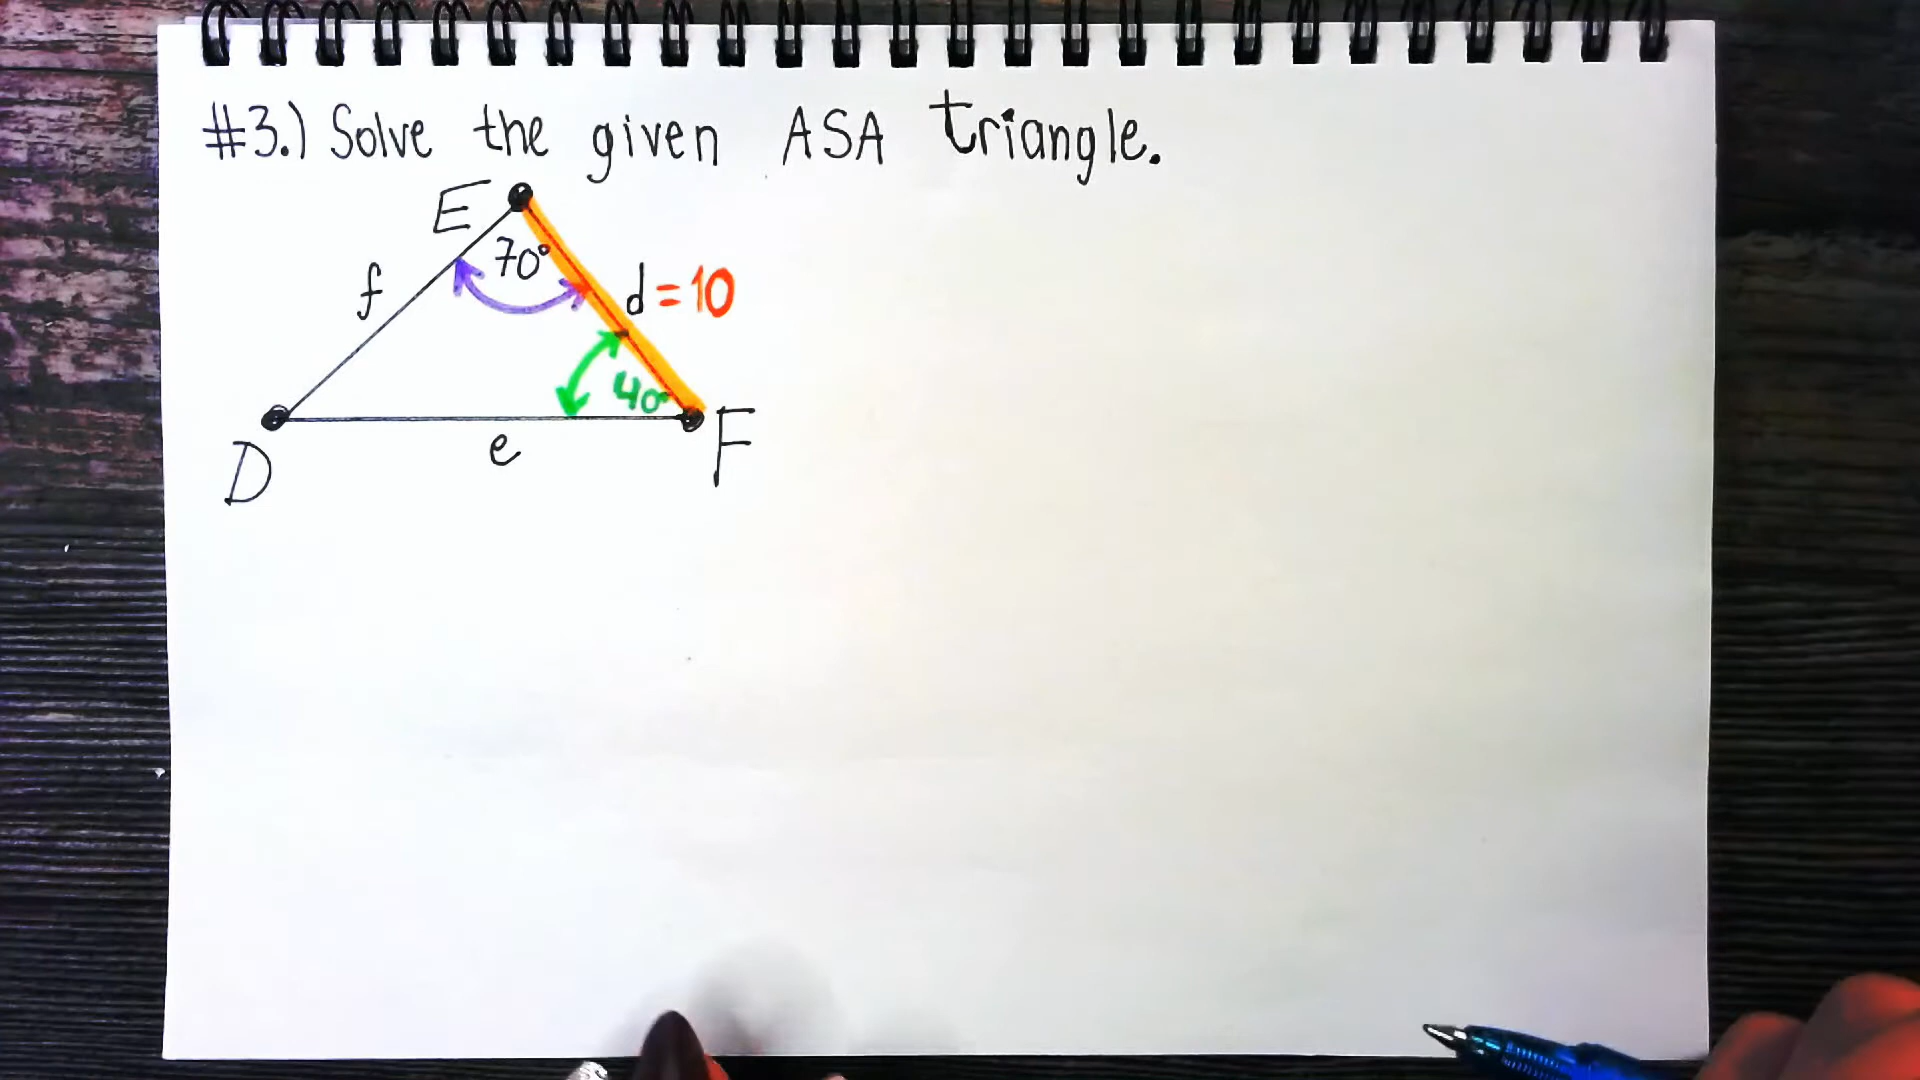 #3.) Solve the given ASA triangle.
E
70°
f
d = 10
40°
e
D
F